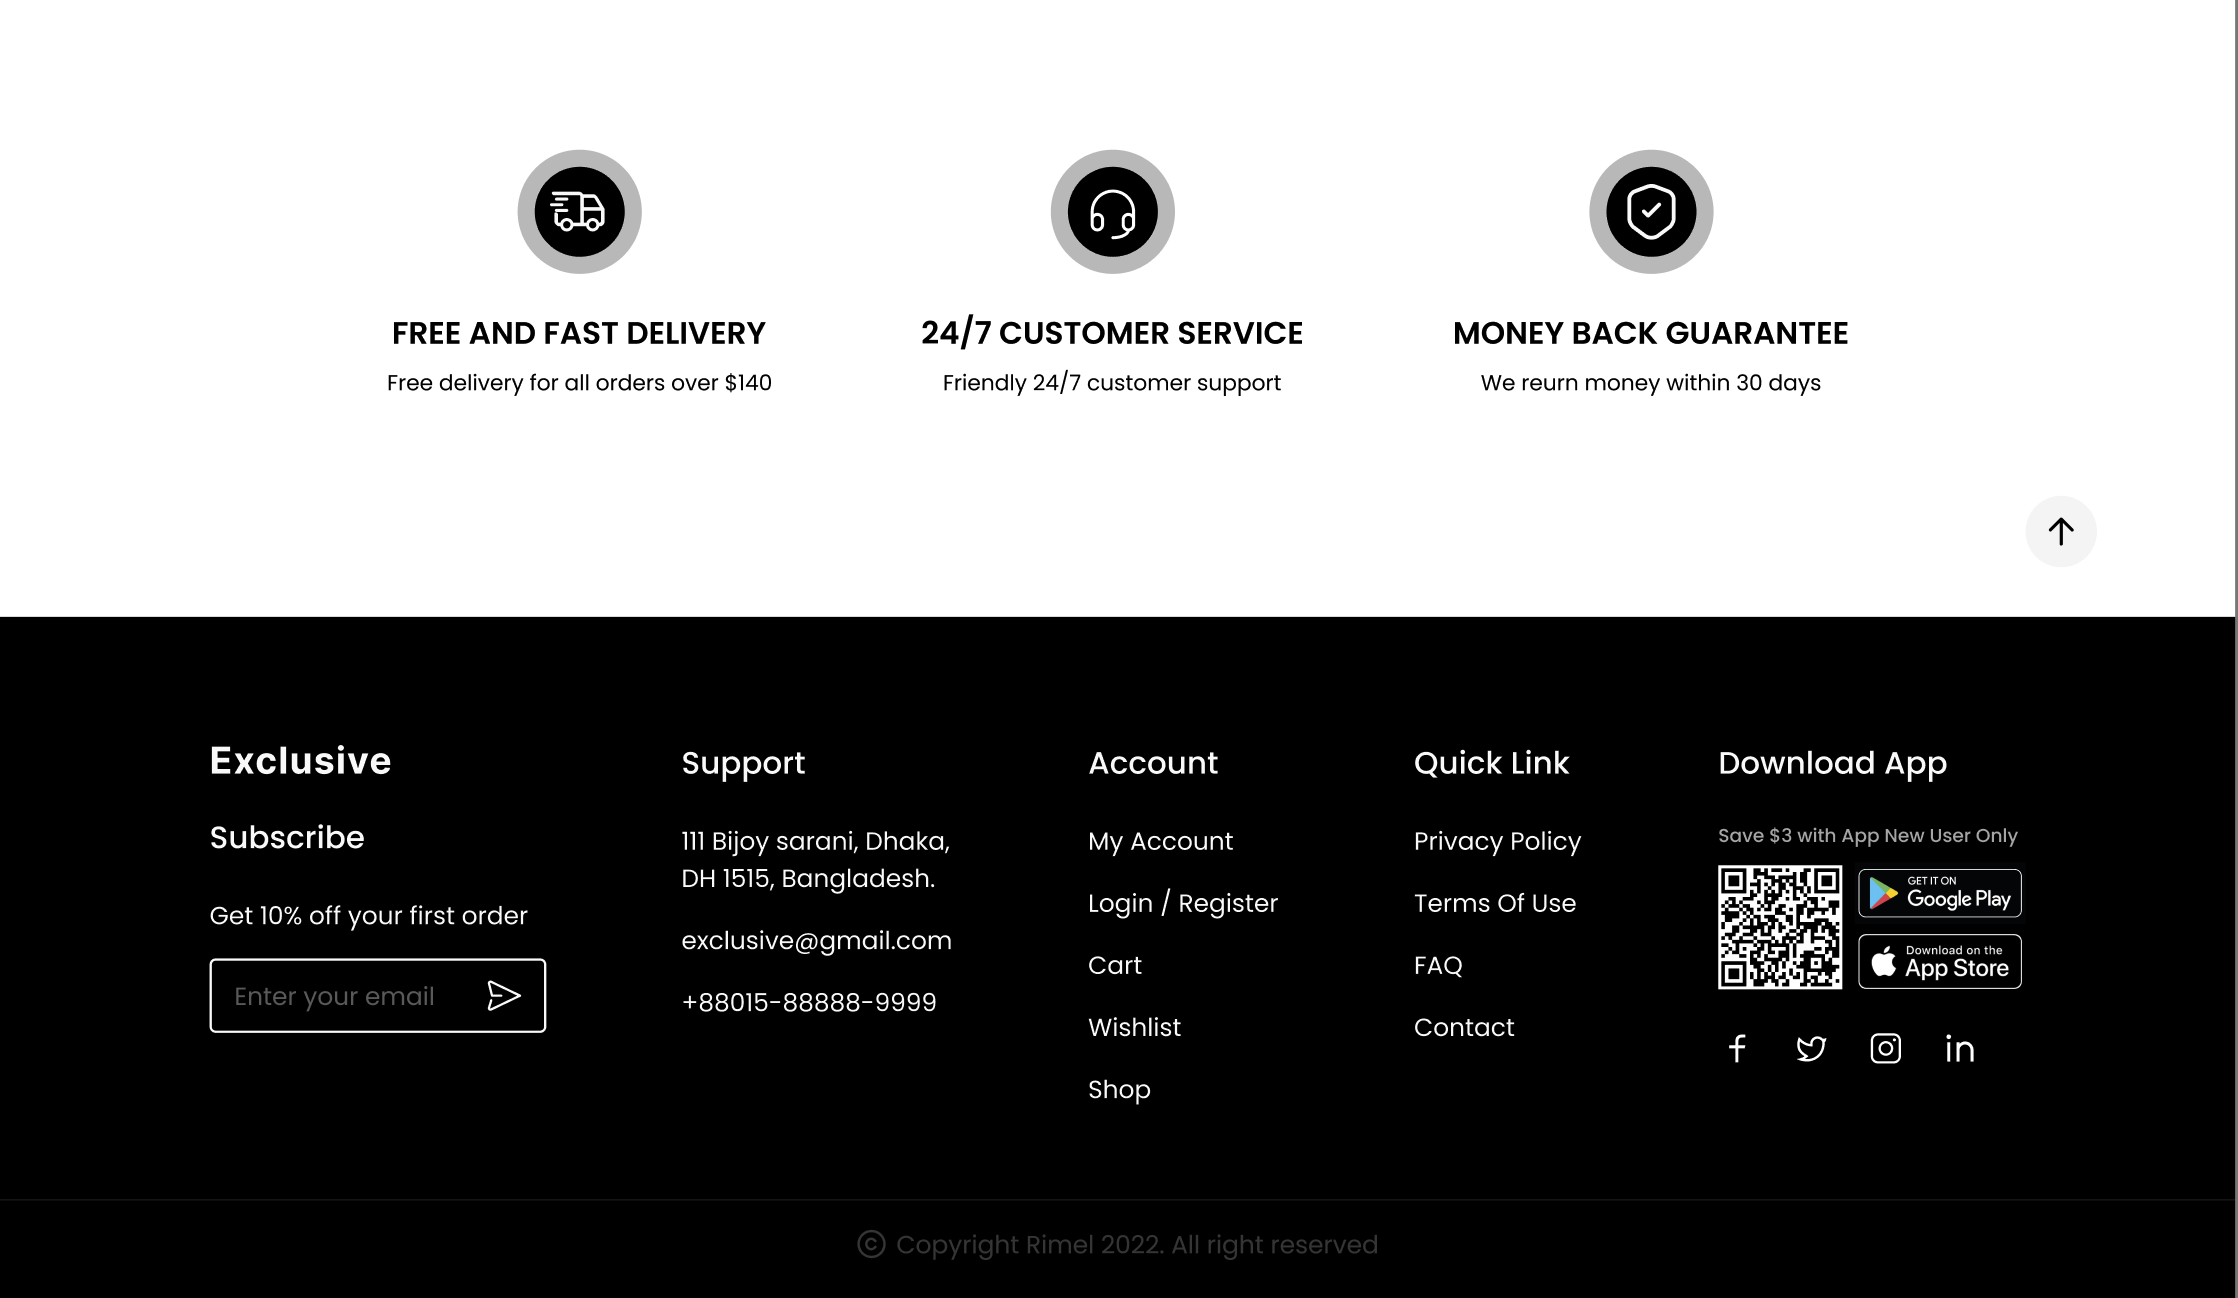 FREE AND FAST DELIVERY
Free delivery for all orders over $140
24/7 CUSTOMER SERVICE
Friendly 24/7 customer support
MONEY BACK GUARANTEE
We reurn money within 30 days
Exclusive
Subscribe
Get 10% off your first order
Enter your email
Support
111 Bijoy sarani, Dhaka,
DH 1515, Bangladesh.
exclusive@gmail.com
+88015-88888-9999
Account
My Account
Login / Register
Cart
Wishlist
Shop
Quick Link
Privacy Policy
Terms Of Use
FAQ
Contact
Download App
Save $3 with App New User Only
GET IT ON
Google Play
Download on the
App Store
© Copyright Rimel 2022. All right reserved